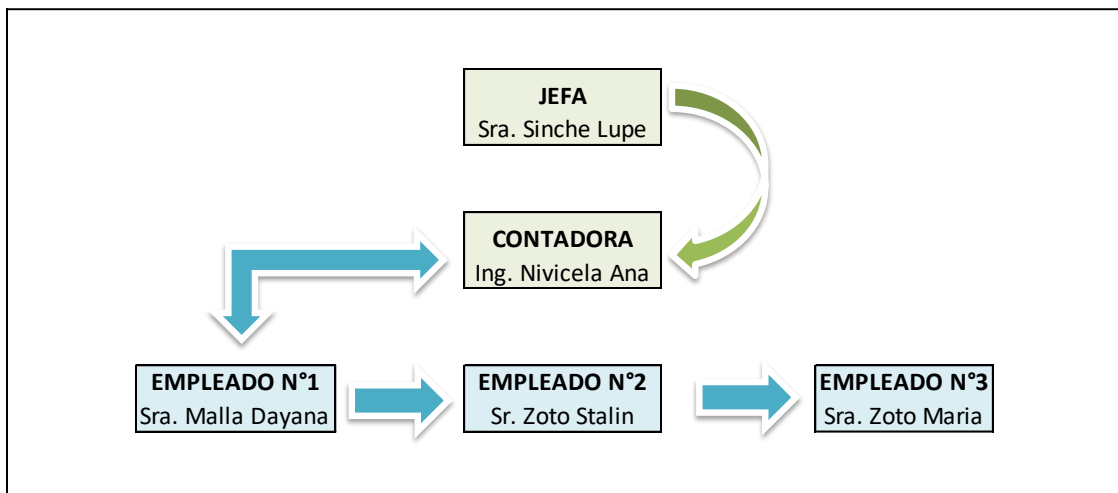 JEFA
Sra. Sinche Lupe
CONTADORA
Ing. Nivicela Ana
EMPLEADO N°1
Sra. Malla Dayana
EMPLEADO N°2
Sr. Zoto Stalin
EMPLEADO N°3
Sra. Zoto Maria